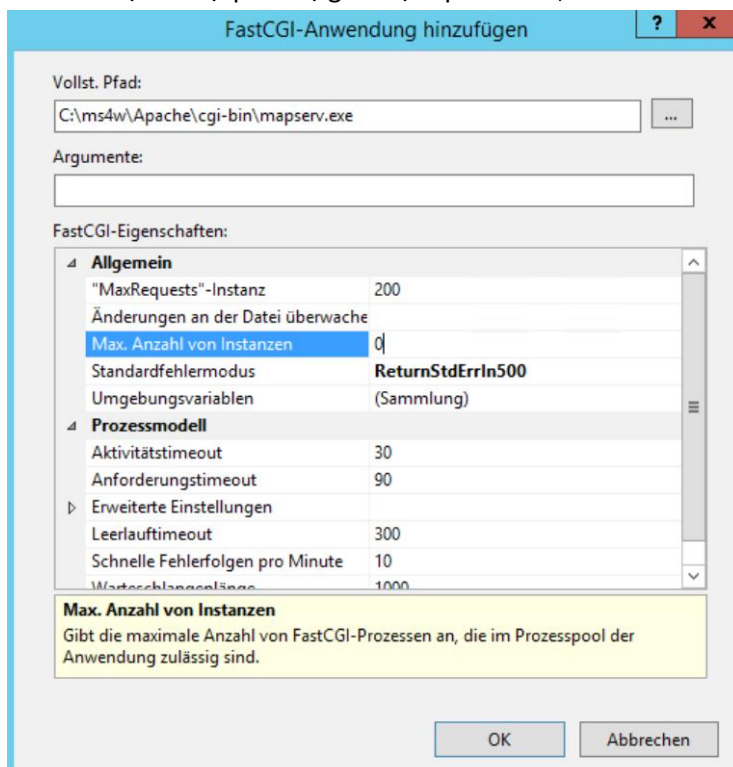 FastCGI-Anwendung hinzufügen ? x
Vollst. Pfad:
C:\ms4w\Apache\cgi-bin\mapserv.exe ...
Argumente:
FastCGI-Eigenschaften:
Allgemein
"MaxRequests"-Instanz 200
Änderungen an der Datei überwache
Max. Anzahl von Instanzen 0
Standardfehlermodus ReturnStdErrIn500
Umgebungsvariablen (Sammlung)
Prozessmodell
Aktivitätstimeout 30
Anforderungstimeout 90
Erweiterte Einstellungen
Leerlauftimeout 300
Schnelle Fehlerfolgen pro Minute 10
Warteschlangenlänge 1000
Max. Anzahl von Instanzen
Gibt die maximale Anzahl von FastCGI-Prozessen an, die im Prozesspool der
Anwendung zulässig sind.
OK Abbrechen